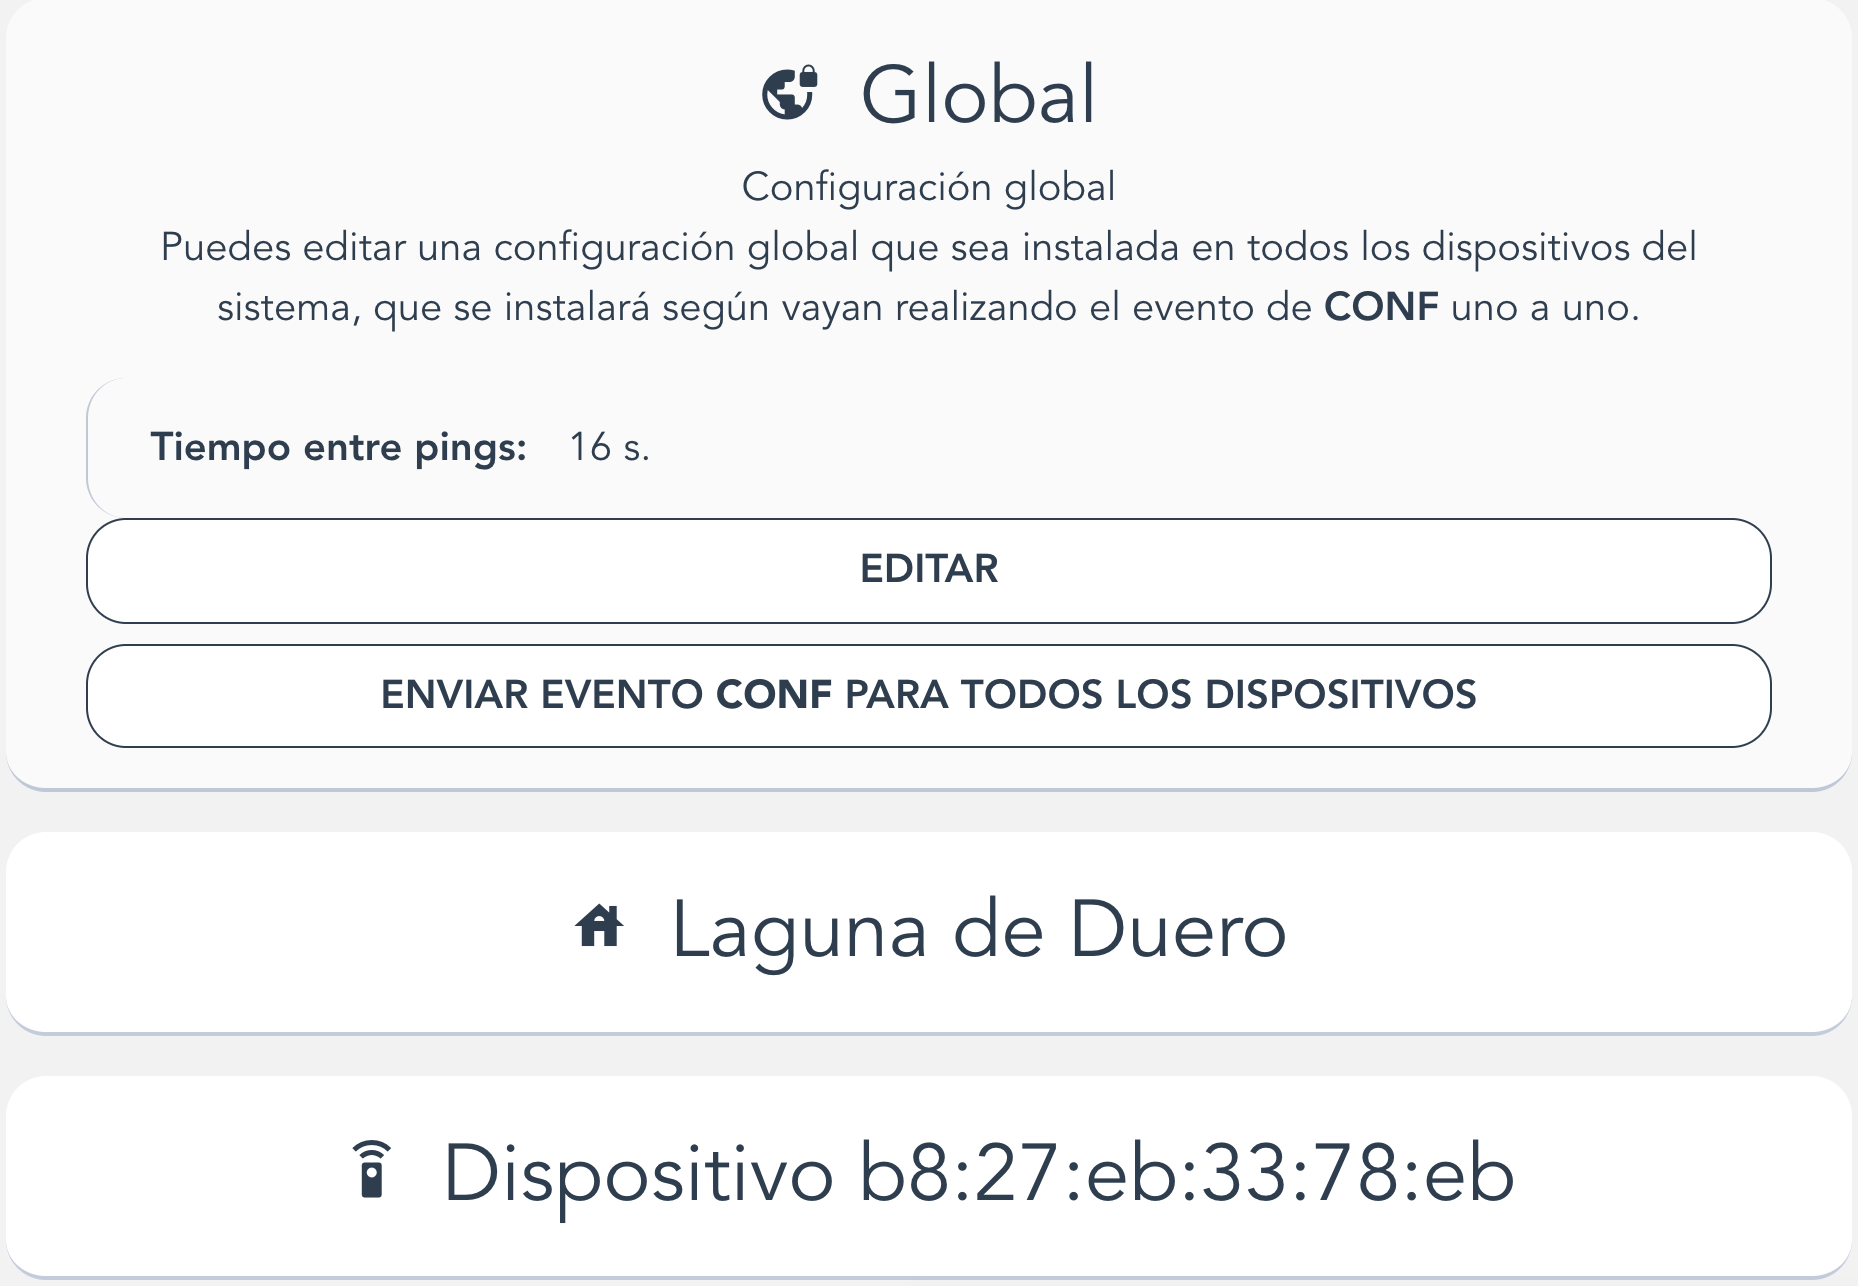 Global
Configuración global
Puedes editar una configuración global que sea instalada en todos los dispositivos del
sistema, que se instalará según vayan realizando el evento de CONF uno a uno.
Tiempo entre pings: 16 s.
EDITAR
ENVIAR EVENTO CONF PARA TODOS LOS DISPOSITIVOS
Laguna de Duero
Dispositivo b8:27:eb:33:78:eb